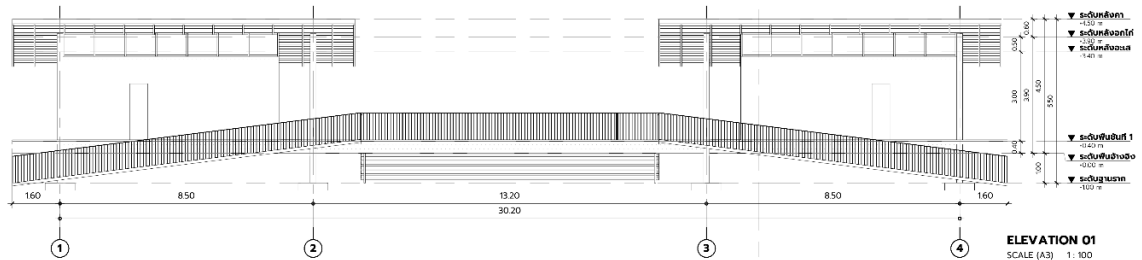 ระดับหลังคา
-4.50 m
ระดับหลังอกไก่
-3.90 m
ระดับหลังอะเส
-3.40 m
0.60
0.50
3.00
3.90
4.50
5.50
ระดับพื้นชั้นที่ 1
-0.40 m
0.40
ระดับพื้นอ้างอิง
-0.00 m
1.00
ระดับฐานราก
-1.00 m
1.60 8.50 13.20 8.50 1.60
30.20
1 2 3 4
ELEVATION 01
SCALE (A3) 1 : 100